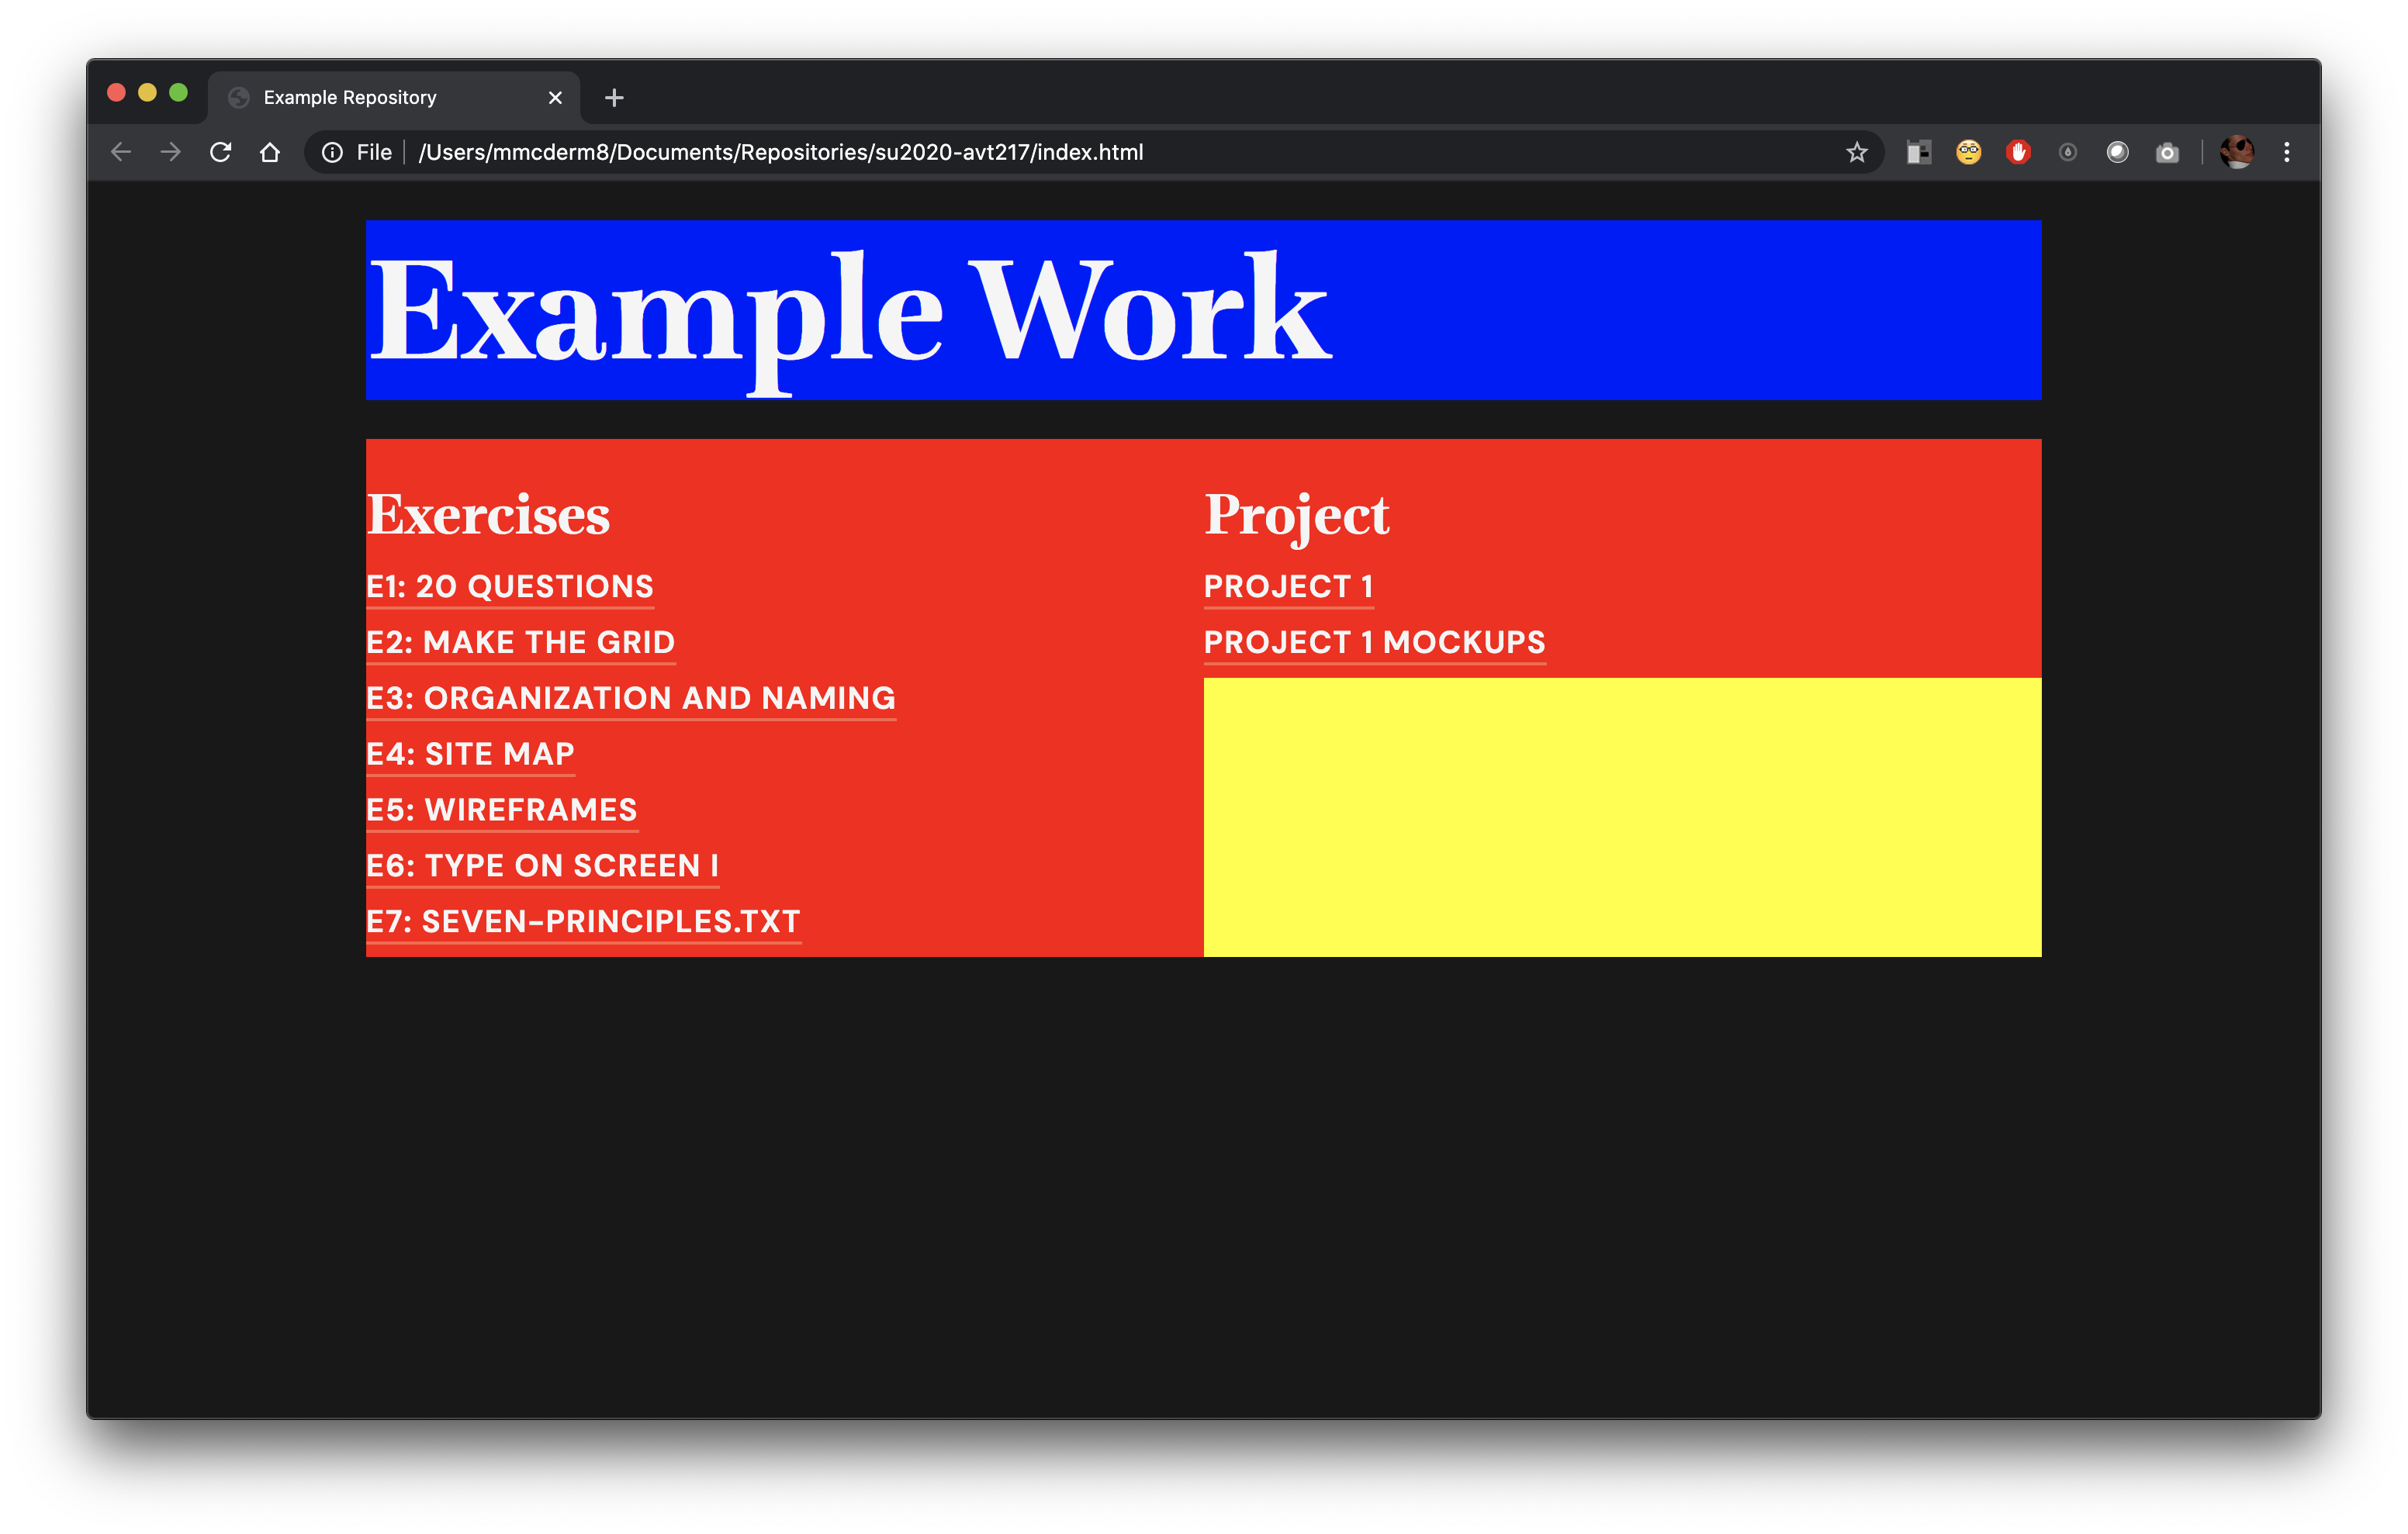 Example Repository
File /Users/mmcderm8/Documents/Repositories/su2020-avt217/index.html
Example Work
Exercises
E1: 20 QUESTIONS
E2: MAKE THE GRID
E3: ORGANIZATION AND NAMING
E4: SITE MAP
E5: WIREFRAMES
E6: TYPE ON SCREEN I
E7: SEVEN-PRINCIPLES.TXT
Project
PROJECT 1
PROJECT 1 MOCKUPS